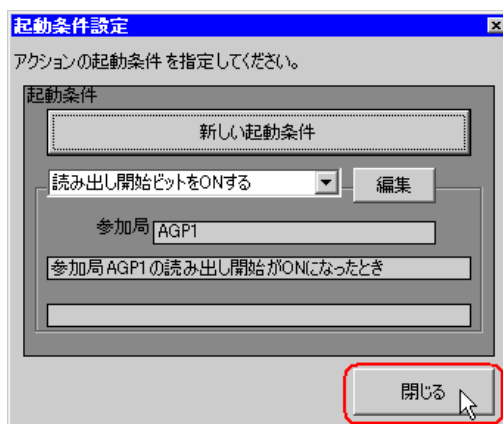 起動条件設定
アクションの起動条件を指定してください。
起動条件
新しい起動条件
読み出し開始ビットをONする
編集
参加局 AGP1
参加局AGP1の読み出し開始がONになったとき
閉じる